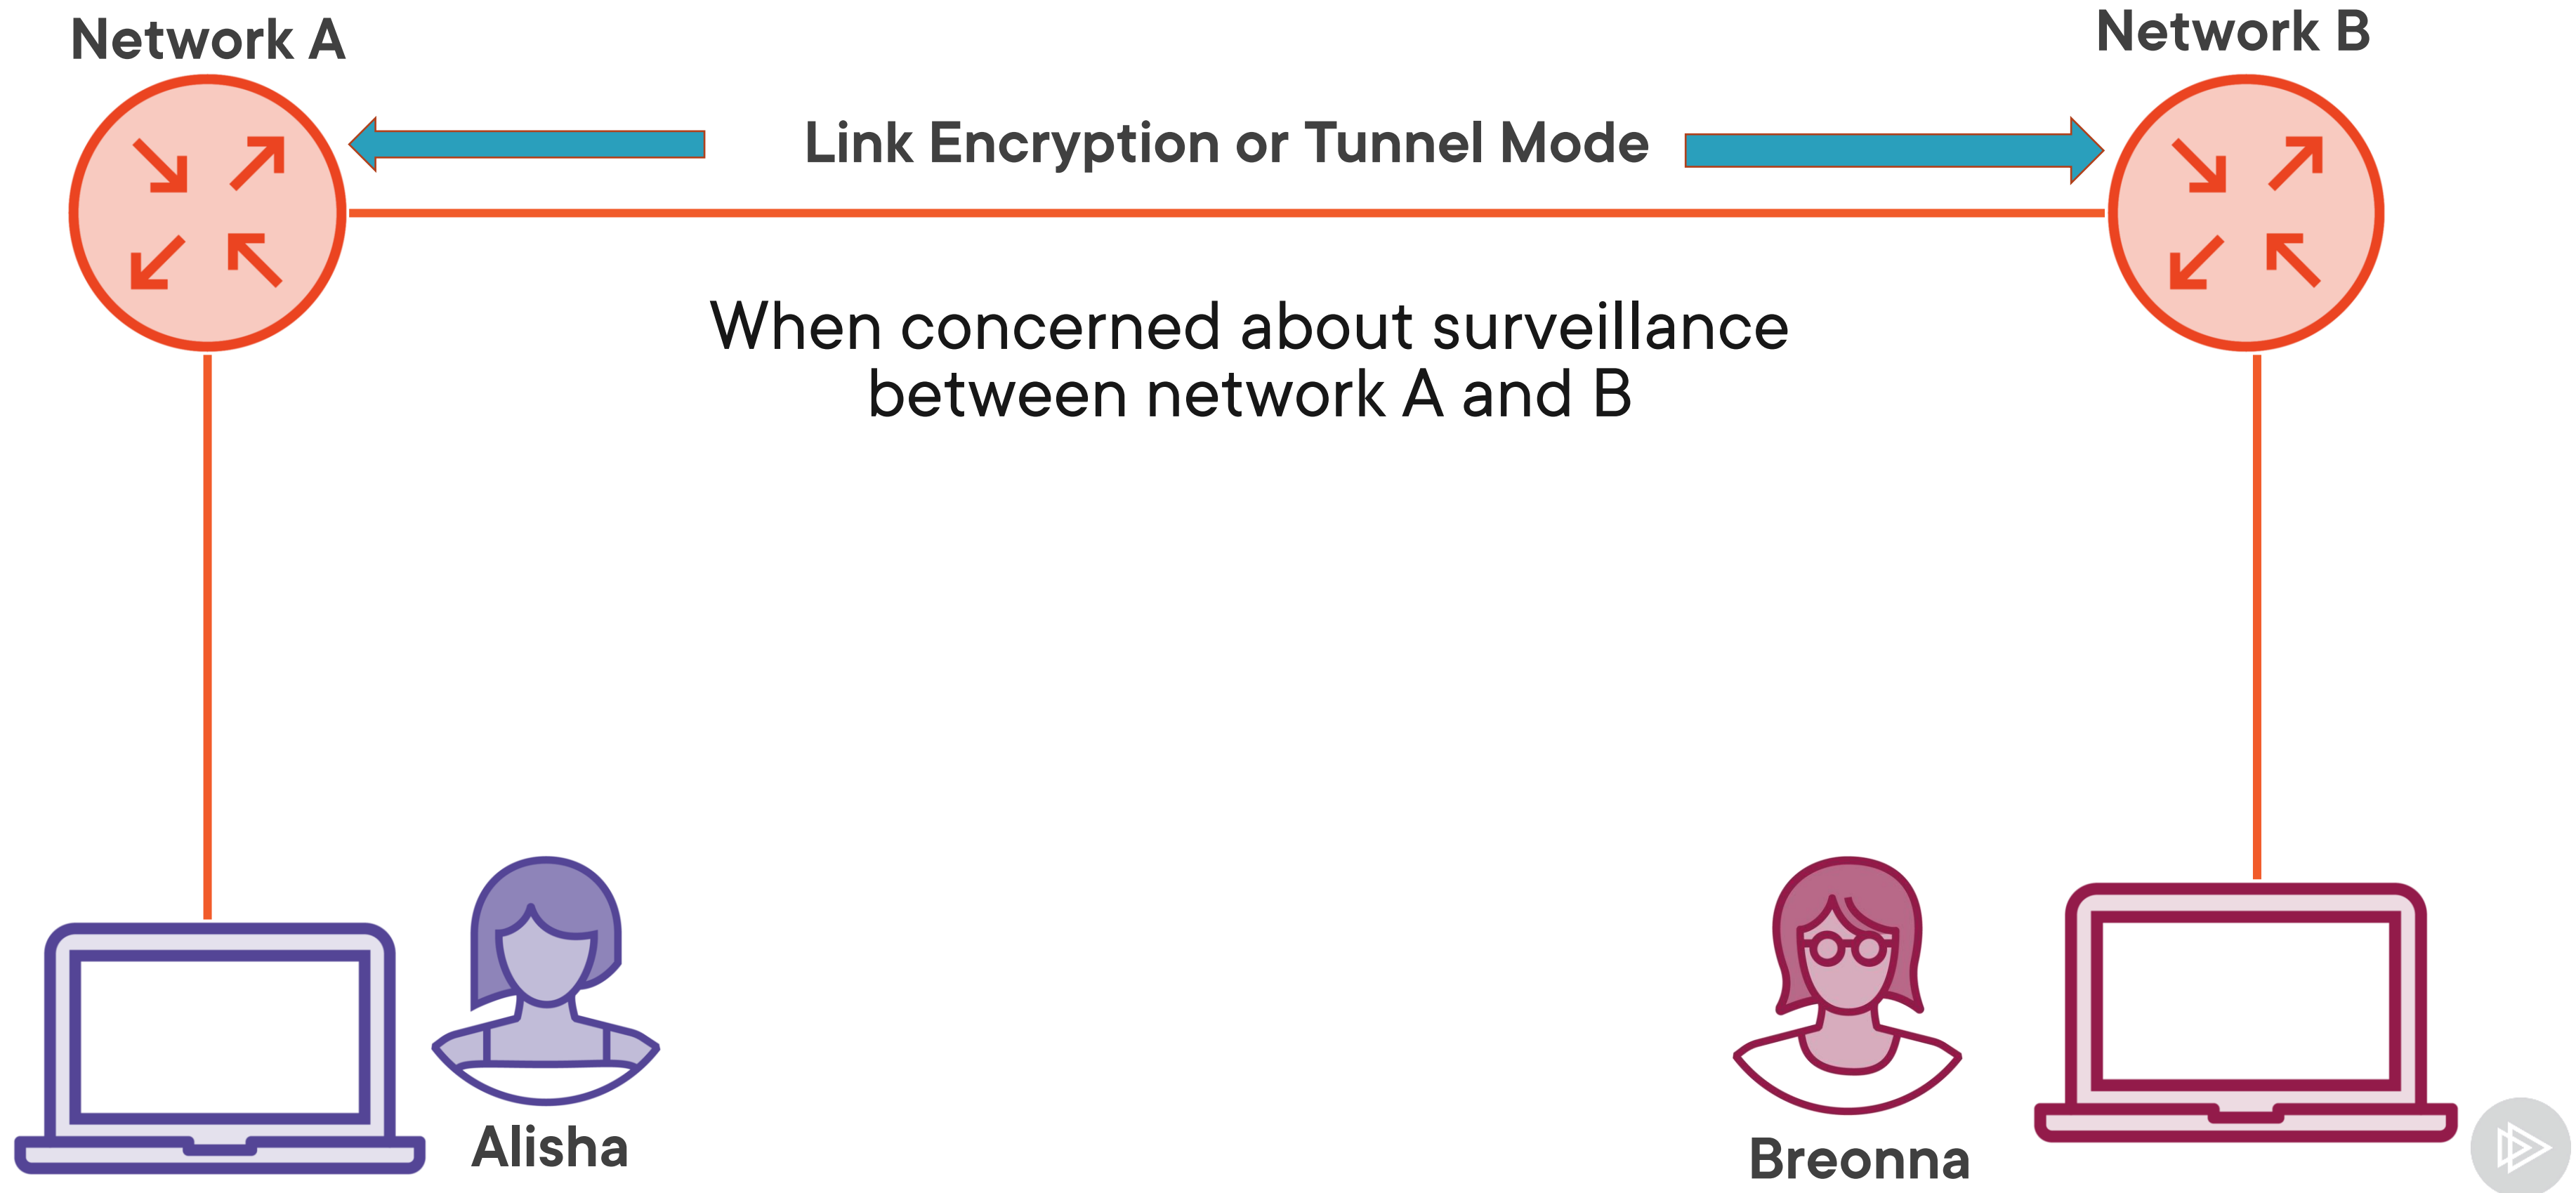 Network A
Network B
Link Encryption or Tunnel Mode
When concerned about surveillance
between network A and B
Alisha
Breonna